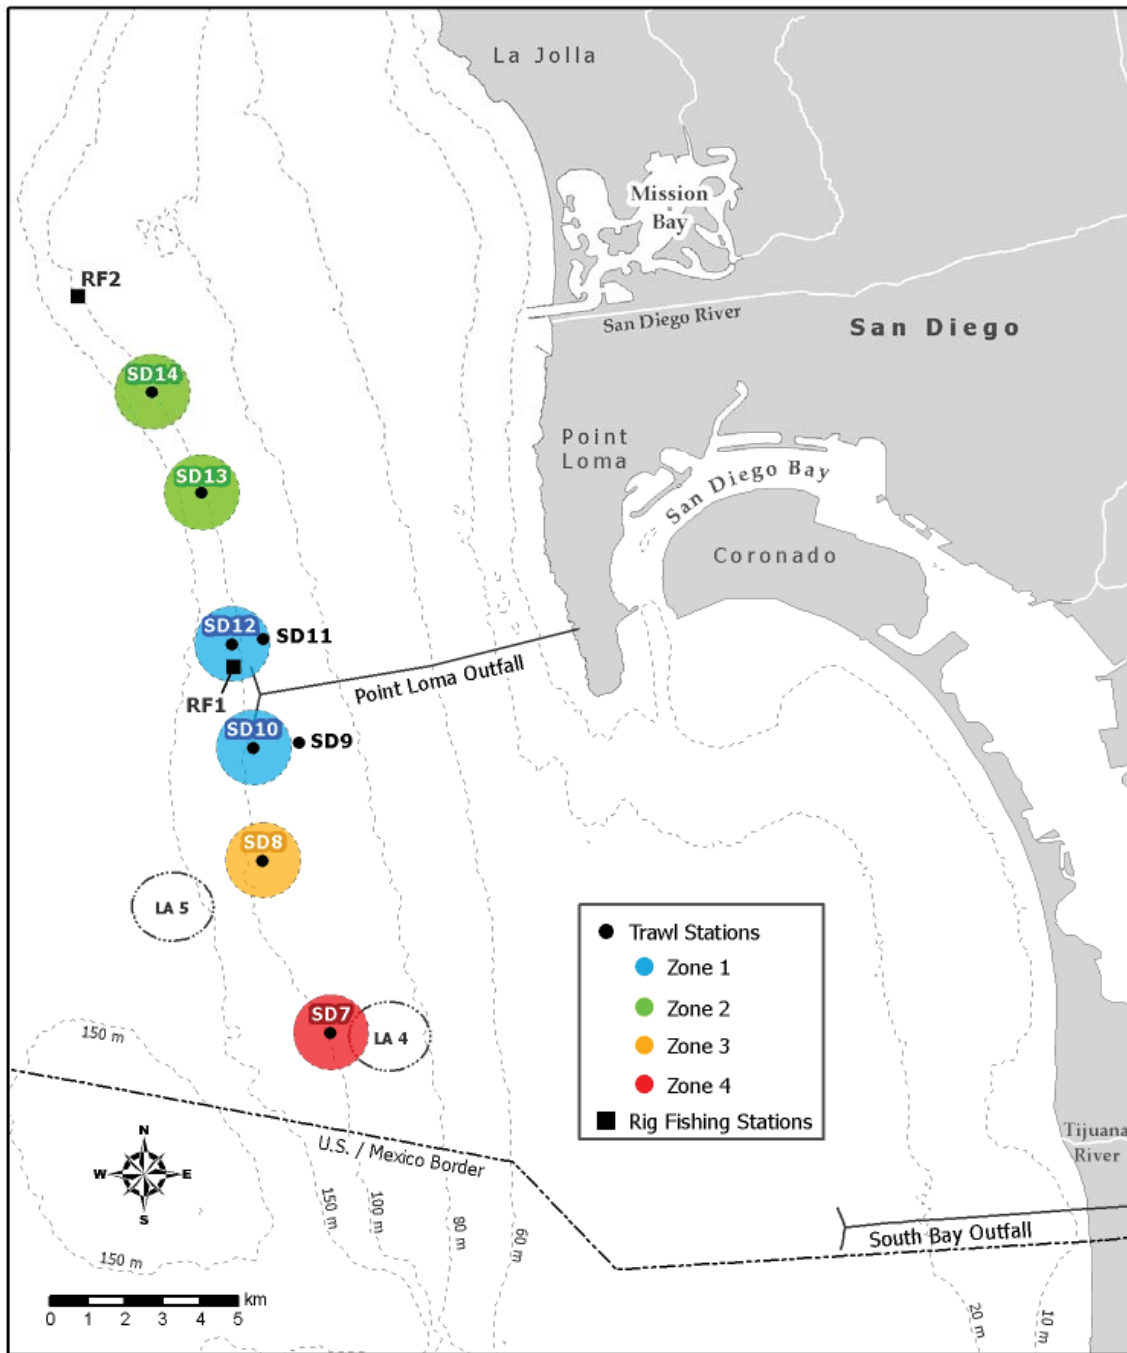 La Jolla
Mission
Bay
RF2
San Diego River
San Diego
SD14
Point
Loma
SD13
San Diego Bay
Coronado
SD12
SD11
Point Loma Outfall
RF1
SD10
SD9
SD8
LA 5
Trawl Stations
Zone 1
Zone 2
Zone 3
Zone 4
Rig Fishing Stations
SD7
LA 4
150 m
U.S. / Mexico Border
Tijuana
River
N
W
E
S
150 m
100 m
80 m
60 m
South Bay Outfall
150 m
20 m
10 m
km
0 1 2 3 4 5